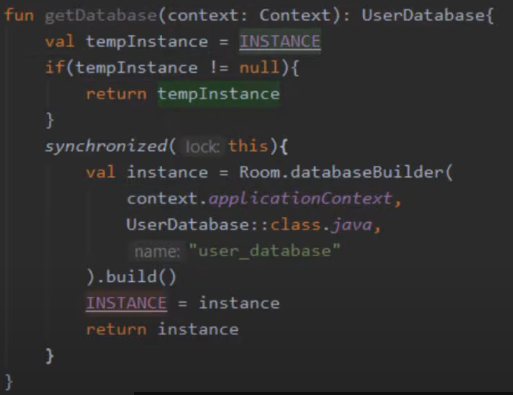 fun getDatabase(context: Context): UserDatabase{
    val tempInstance = INSTANCE
    if(tempInstance != null){
        return tempInstance
    }
    synchronized( lock: this){
        val instance = Room.databaseBuilder(
            context.applicationContext,
            UserDatabase::class.java,
            name: "user_database"
        ).build()
        INSTANCE = instance
        return instance
    }
}